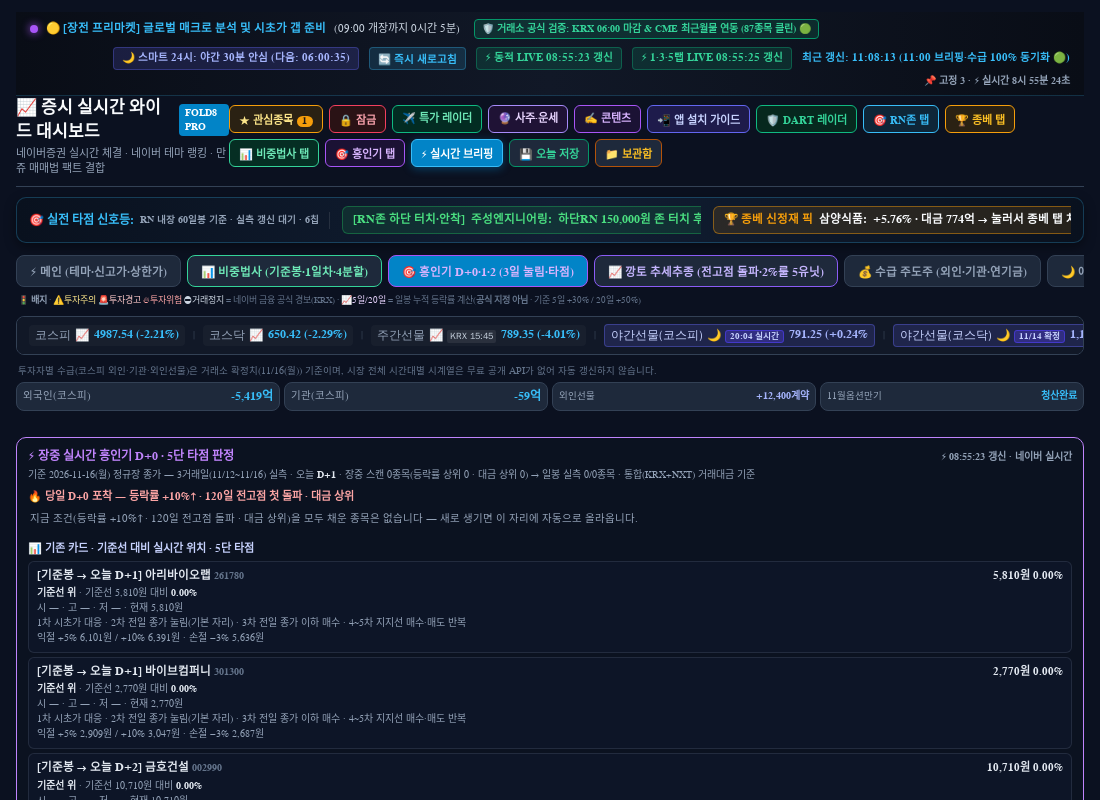 🟡 [장전 프리마켓] 글로벌 매크로 분석 및 시초가 갭 준비 (09:00 개장까지 0시간 5분) 🛡️ 거래소 공식 검증: KRX 06:00 마감 & CME 최근월물 연동 (87종목 클린) 🟢
🌙 스마트 24시: 야간 30분 안심 (다음: 06:00:35) 🔄 즉시 새로고침 ⚡ 동적 LIVE 08:55:23 갱신 ⚡ 1·3·5탭 LIVE 08:55:25 갱신 최근 갱신: 11:08:13 (11:00 브리핑·수급 100% 동기화 🟢)
📌 고정 3 · ⚡ 실시간 8시 55분 24초
📈 증시 실시간 와이드 대시보드
FOLD8 PRO
네이버증권 실시간 체결 · 네이버 테마 랭킹 · 만쥬 매매법 팩트 결합
★ 관심종목 1 🔒 잠금 ✈️ 특가 레이더 🔮 사주·운세 ✍️ 콘텐츠 📲 앱 설치 가이드 🛡️ DART 레이더 🎯 RN존 탭 🏆 종베 탭
📊 비중법사 탭 🎯 홍인기 탭 ⚡ 실시간 브리핑 💾 오늘 저장 📁 보관함
🎯 실전 타점 신호등: RN 내장 60일봉 기준 · 실측 갱신 대기 · 6칩 [RN존 하단 터치·안착] 주성엔지니어링: 하단RN 150,000원 존 터치 후 🏆 종베 신정재 픽 삼양식품: +5.76% · 대금 774억 → 눌러서 종베 탭
⚡ 메인 (테마·신고가·상한가) 📊 비중법사 (기준봉·1일차·4분할) 🎯 홍인기 D+0·1·2 (3일 눌림·타점) 📈 깡토 추세추종 (전고점 돌파·2%룰 5유닛) 💰 수급 주도주 (외인·기관·연기금) 🌙
🚦 배지 · ⚠️투자주의 🚨투자경고 ⊘투자위험 ⛔거래정지 = 네이버 금융 공식 경보(KRX) · 📈5일/20일 = 일봉 누적 등락률 계산(공식 지정 아님 · 기준 5일 +30% / 20일 +50%)
코스피 📈 4987.54 (-2.21%) 코스닥 📈 650.42 (-2.29%) 주간선물 📈 KRX 15:45 789.35 (-4.01%) 야간선물(코스피) 🌙 20:04 실시간 791.25 (+0.24% 야간선물(코스닥) 🌙 11/14 확정
투자자별 수급(코스피 외인·기관·외인선물)은 거래소 확정치(11/16(월)) 기준이며, 시장 전체 시간대별 시계열은 무료 공개 API가 없어 자동 갱신하지 않습니다.
외국인(코스피) -5,419억 기관(코스피) -59억 외인선물 +12,400계약 11월옵션만기 청산완료
⚡ 장중 실시간 홍인기 D+0 · 5단 타점 판정 ⚡ 08:55:23 갱신 · 네이버 실시간
기준 2026-11-16(월) 정규장 종가 — 3거래일(11/12~11/16) 실측 · 오늘 D+1 · 장중 스캔 0종목(등락률 상위 0 · 대금 상위 0) → 일봉 실측 0/0종목 · 통합(KRX+NXT) 거래대금 기준
🔥 당일 D+0 포착 — 등락률 +10%↑ · 120일 전고점 첫 돌파 · 대금 상위
지금 조건(등락률 +10%↑ · 120일 전고점 돌파 · 대금 상위)을 모두 채운 종목은 없습니다 — 새로 생기면 이 자리에 자동으로 올라옵니다.
📊 기존 카드 · 기준선 대비 실시간 위치 · 5단 타점
[기준봉 → 오늘 D+1] 아리바이오랩 261780 5,810원 0.00%
기준선 위 · 기준선 5,810원 대비 0.00%
시 — · 고 — · 저 — · 현재 5,810원
1차 시초가 대응 · 2차 전일 종가 눌림(기본 자리) · 3차 전일 종가 이하 매수 · 4~5차 지지선 매수·매도 반복
익절 +5% 6,101원 / +10% 6,391원 · 손절 -3% 5,636원
[기준봉 → 오늘 D+1] 바이브컴퍼니 301300 2,770원 0.00%
기준선 위 · 기준선 2,770원 대비 0.00%
시 — · 고 — · 저 — · 현재 2,770원
1차 시초가 대응 · 2차 전일 종가 눌림(기본 자리) · 3차 전일 종가 이하 매수 · 4~5차 지지선 매수·매도 반복
익절 +5% 2,909원 / +10% 3,047원 · 손절 -3% 2,687원
[기준봉 → 오늘 D+2] 금호건설 002990 10,710원 0.00%
기준선 위 · 기준선 10,710원 대비 0.00%
시 — · 고 — · 저 — · 현재 10,710원